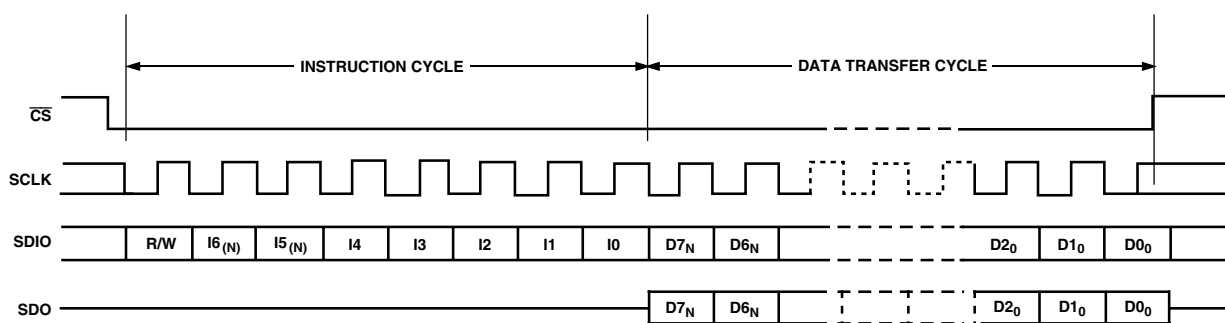 INSTRUCTION CYCLE DATA TRANSFER CYCLE
CS
SCLK
SDIO R/W I6(N) I5(N) I4 I3 I2 I1 I0 D7N D6N D20 D10 D00
SDO D7N D6N D20 D10 D00